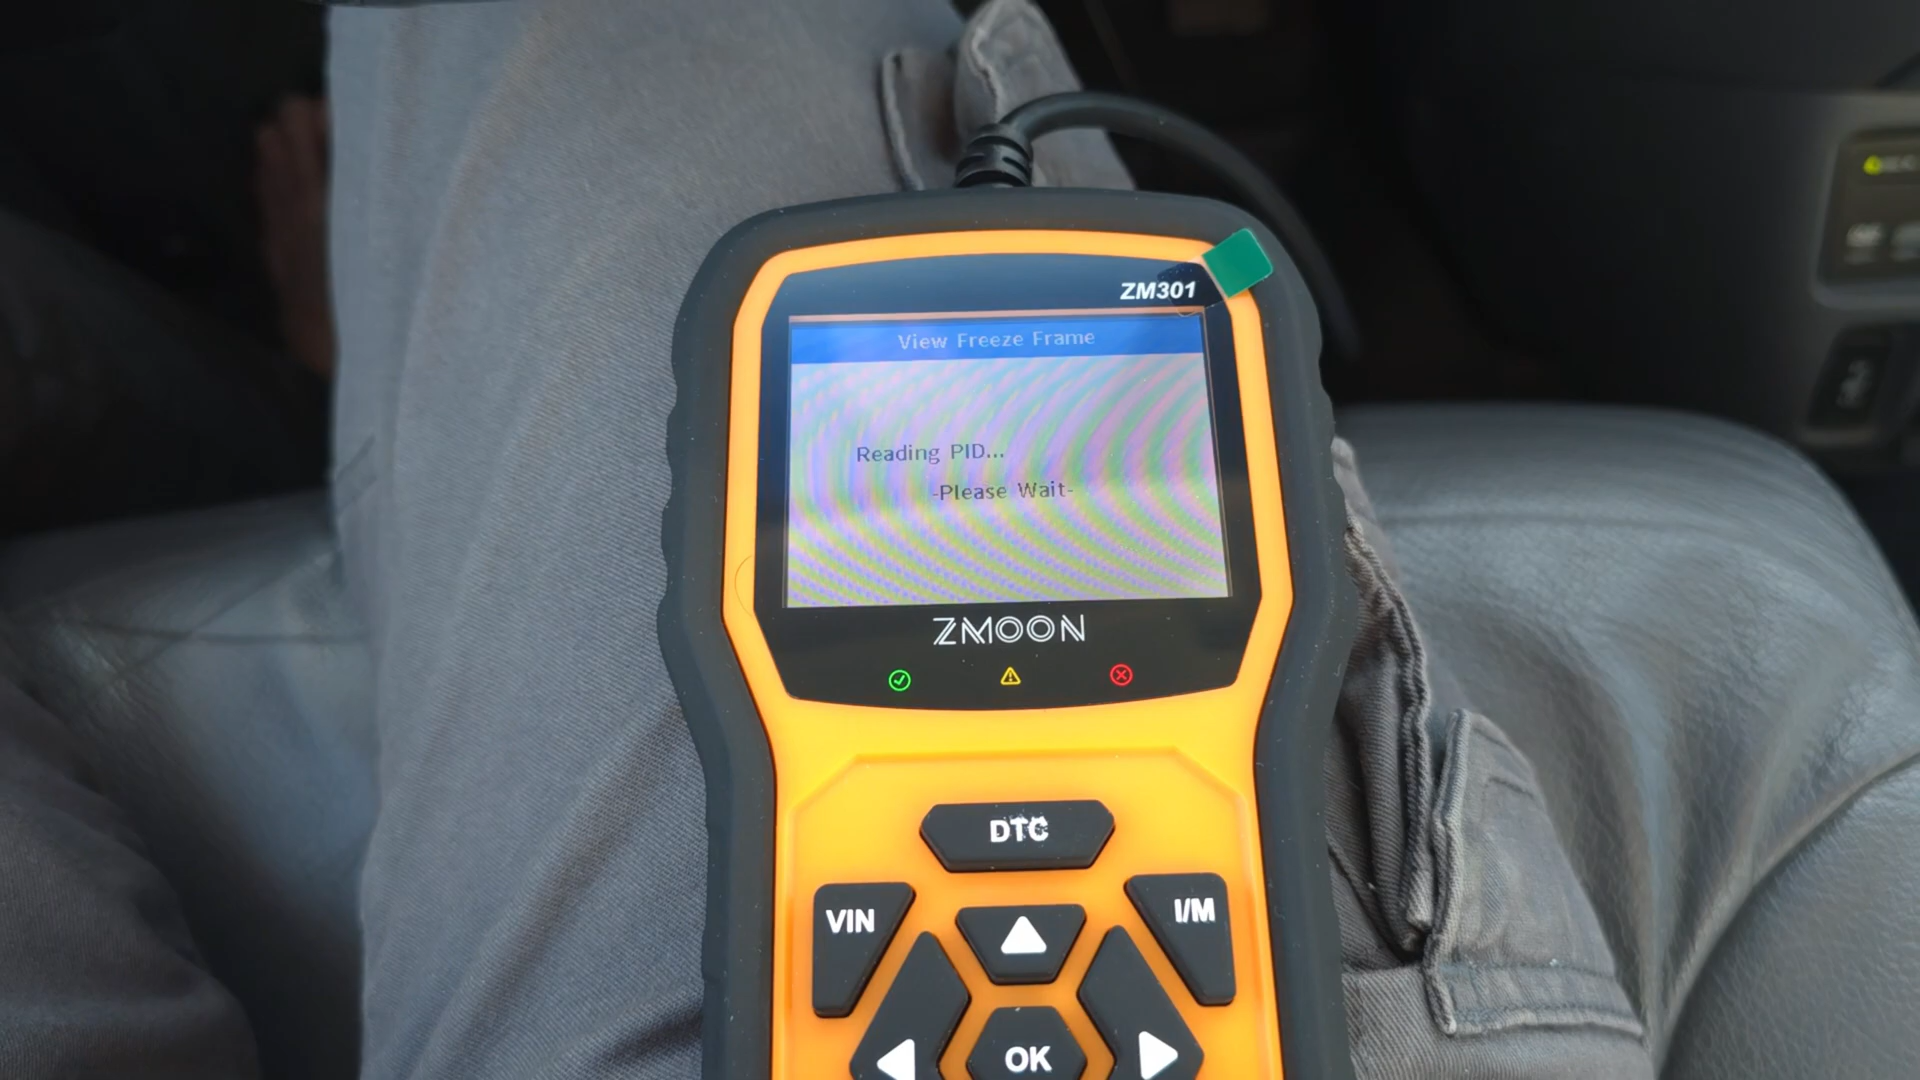 ZM301
View Freeze Frame
Reading PID...
-Please Wait-
ZMOON
DTC
VIN
I/M
OK